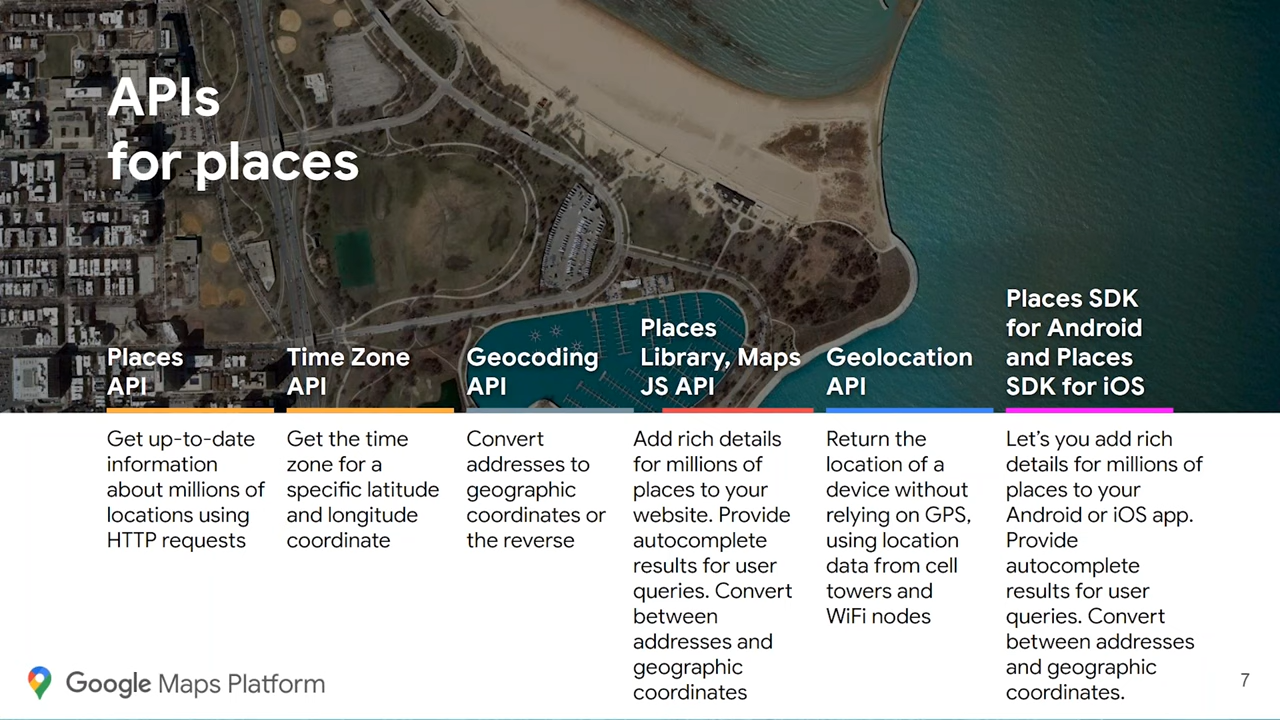 APIs
for places
Places
API
Get up-to-date
information
about millions of
locations using
HTTP requests
Time Zone
API
Get the time
zone for a
specific latitude
and longitude
coordinate
Geocoding
API
Convert
addresses to
geographic
coordinates or
the reverse
Places
Library, Maps
JS API
Add rich details
for millions of
places to your
website. Provide
autocomplete
results for user
queries. Convert
between
addresses and
geographic
coordinates
Geolocation
API
Return the
location of a
device without
relying on GPS,
using location
data from cell
towers and
WiFi nodes
Places SDK
for Android
and Places
SDK for iOS
Let’s you add rich
details for millions of
places to your
Android or iOS app.
Provide
autocomplete
results for user
queries. Convert
between addresses
and geographic
coordinates.
Google Maps Platform
7